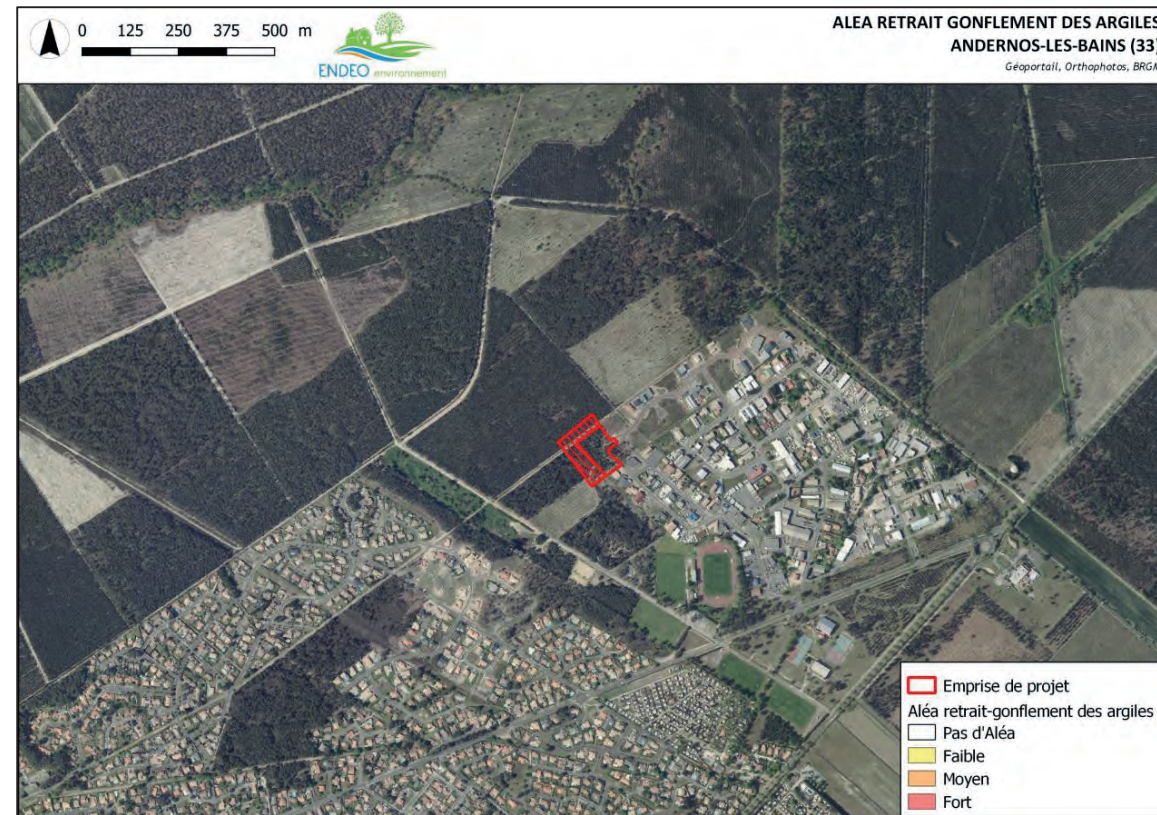 0 125 250 375 500 m
ENDEO environnement
ALEA RETRAIT GONFLEMENT DES ARGILES
ANDERNOS-LES-BAINS (33)
Géoportail, Orthophotos, BRGM
Emprise de projet
Aléa retrait-gonflement des argiles
Pas d'Aléa
Faible
Moyen
Fort